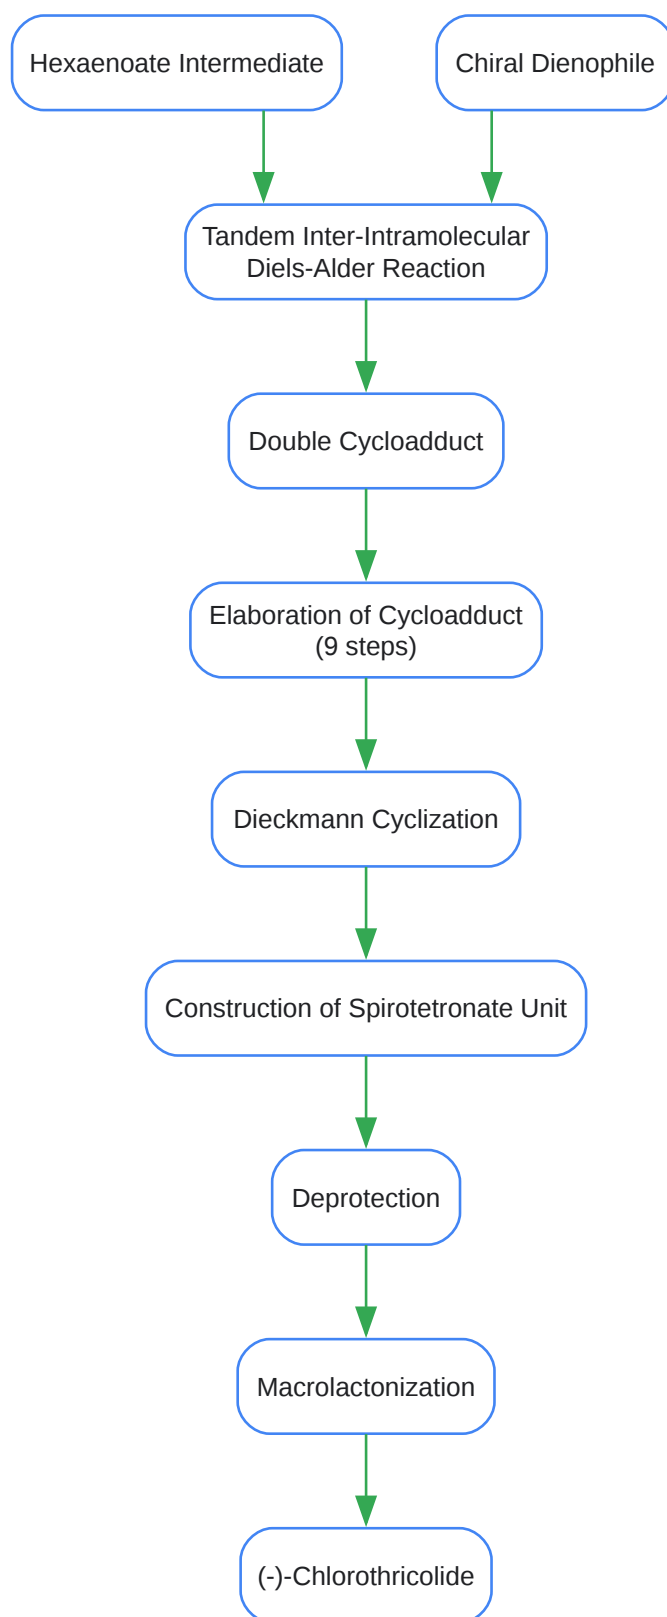 Hexaenoate Intermediate
Chiral Dienophile
Tandem Inter-Intramolecular
Diels-Alder Reaction
Double Cycloadduct
Elaboration of Cycloadduct
(9 steps)
Dieckmann Cyclization
Construction of Spirotetronate Unit
Deprotection
Macrolactonization
(-)-Chlorothricolide